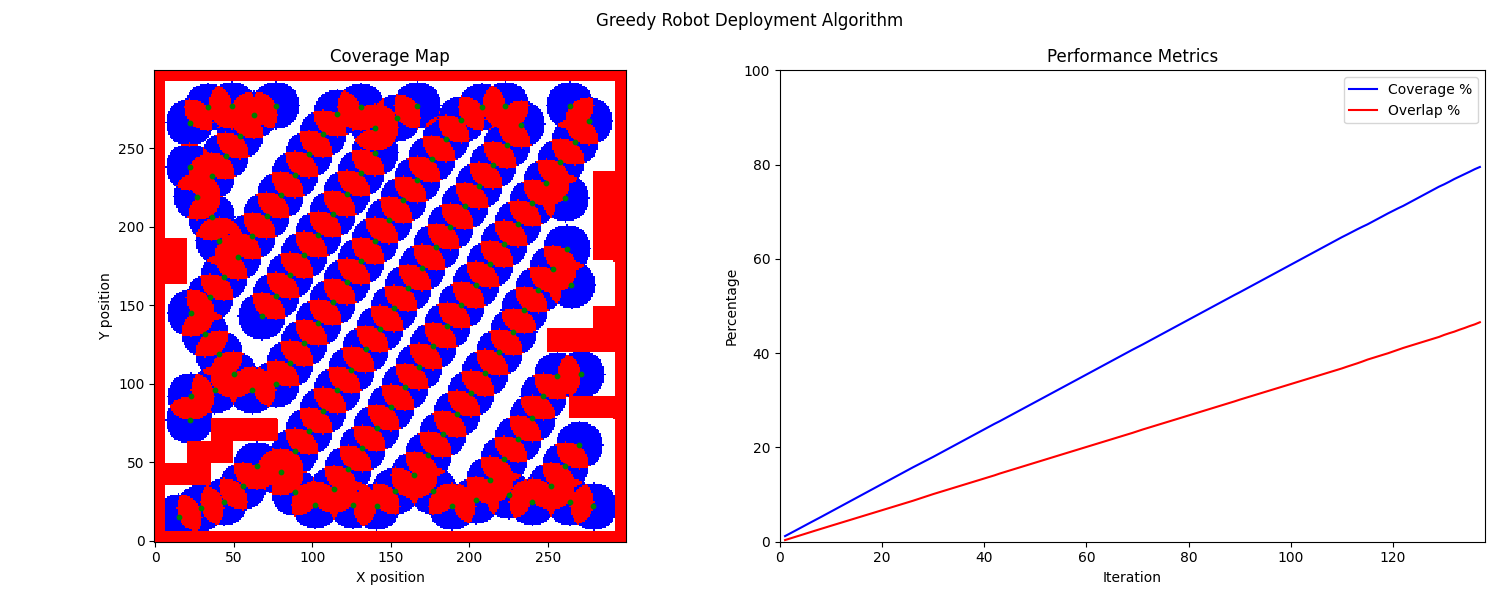 Greedy Robot Deployment Algorithm
Coverage Map
Y position
250
200
150
100
50
0
0 50 100 150 200 250
X position
Performance Metrics
Percentage
100
80
60
40
20
0
0 20 40 60 80 100 120
Iteration
Coverage %
Overlap %